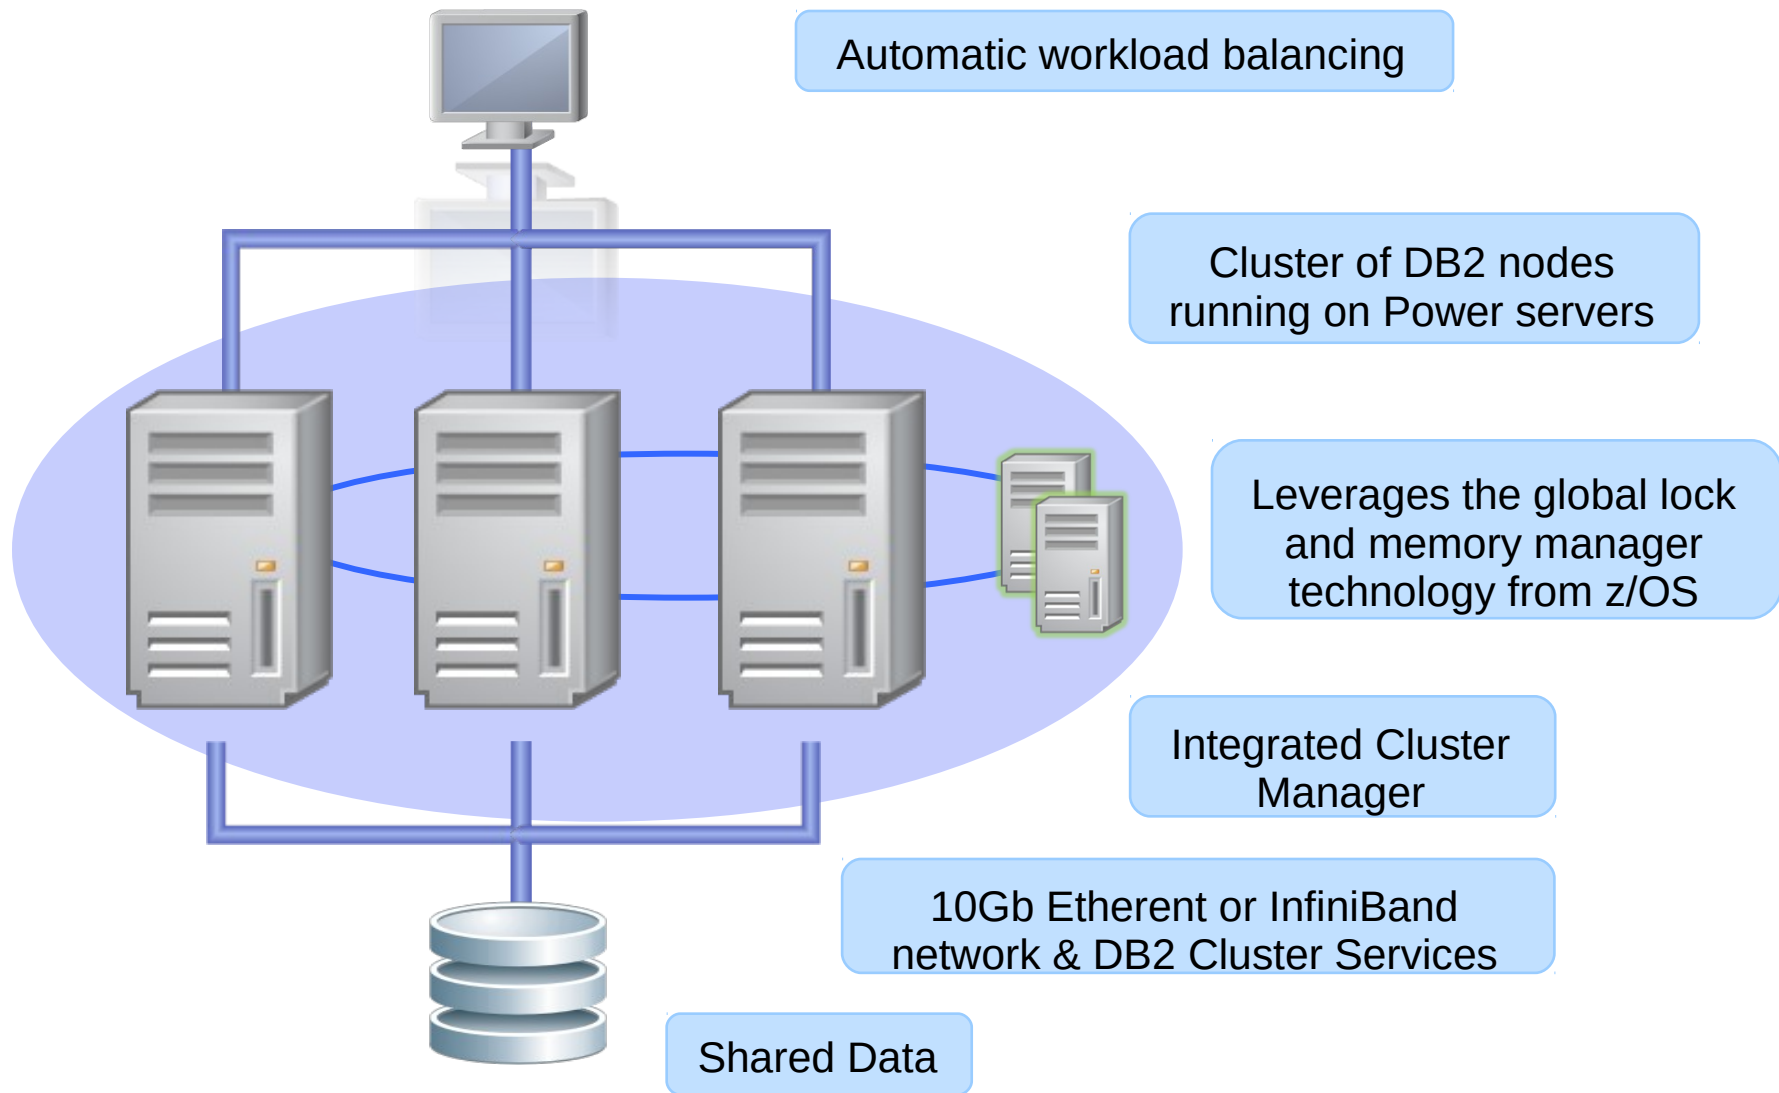 Automatic workload balancing
Cluster of DB2 nodes
running on Power servers
Leverages the global lock
and memory manager
technology from z/OS
Integrated Cluster
Manager
10Gb Etherent or InfiniBand
network & DB2 Cluster Services
Shared Data